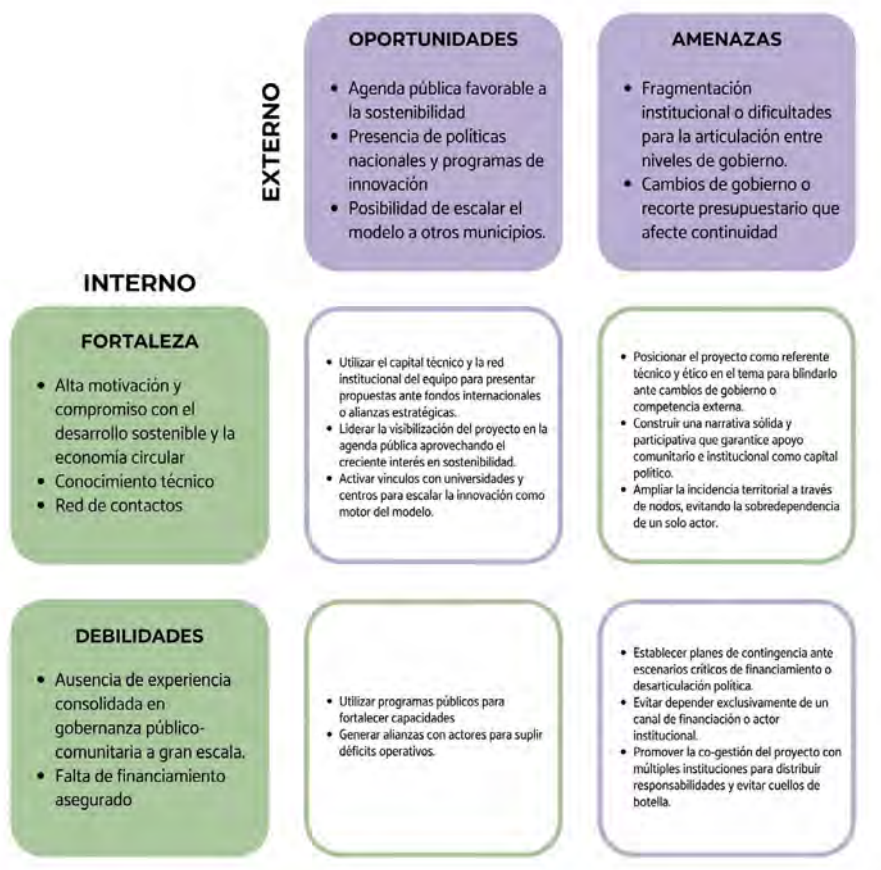 EXTERNO
OPORTUNIDADES
• Agenda pública favorable a
la sostenibilidad
• Presencia de políticas
nacionales y programas de
innovación
• Posibilidad de escalar el
modelo a otros municipios.
AMENAZAS
• Fragmentación
institucional o dificultades
para la articulación entre
niveles de gobierno.
• Cambios de gobierno o
recorte presupuestario que
afecte continuidad
INTERNO
FORTALEZA
• Alta motivación y
compromiso con el
desarrollo sostenible y la
economía circular
• Conocimiento técnico
• Red de contactos
• Utilizar el capital técnico y la red
institucional del equipo para presentar
propuestas ante fondos internacionales
o alianzas estratégicas.
• Liderar la visibilización del proyecto en la
agenda pública aprovechando el
creciente interés en sostenibilidad.
• Activar vínculos con universidades y
centros para escalar la innovación como
motor del modelo.
• Posicionar el proyecto como referente
técnico y ético en el tema para blindarlo
ante cambios de gobierno o
competencia externa.
• Construir una narrativa sólida y
participativa que garantice apoyo
comunitario e institucional como capital
político.
• Ampliar la incidencia territorial a través
de nodos, evitando la sobredependencia
de un solo actor.
DEBILIDADES
• Ausencia de experiencia
consolidada en
gobernanza público-
comunitaria a gran escala.
• Falta de financiamiento
asegurado
• Utilizar programas públicos para
fortalecer capacidades
• Generar alianzas con actores para suplir
déficits operativos.
• Establecer planes de contingencia ante
escenarios críticos de financiamiento o
desarticulación política.
• Evitar depender exclusivamente de un
canal de financiación o actor
institucional.
• Promover la co-gestión del proyecto con
múltiples instituciones para distribuir
responsabilidades y evitar cuellos de
botella.